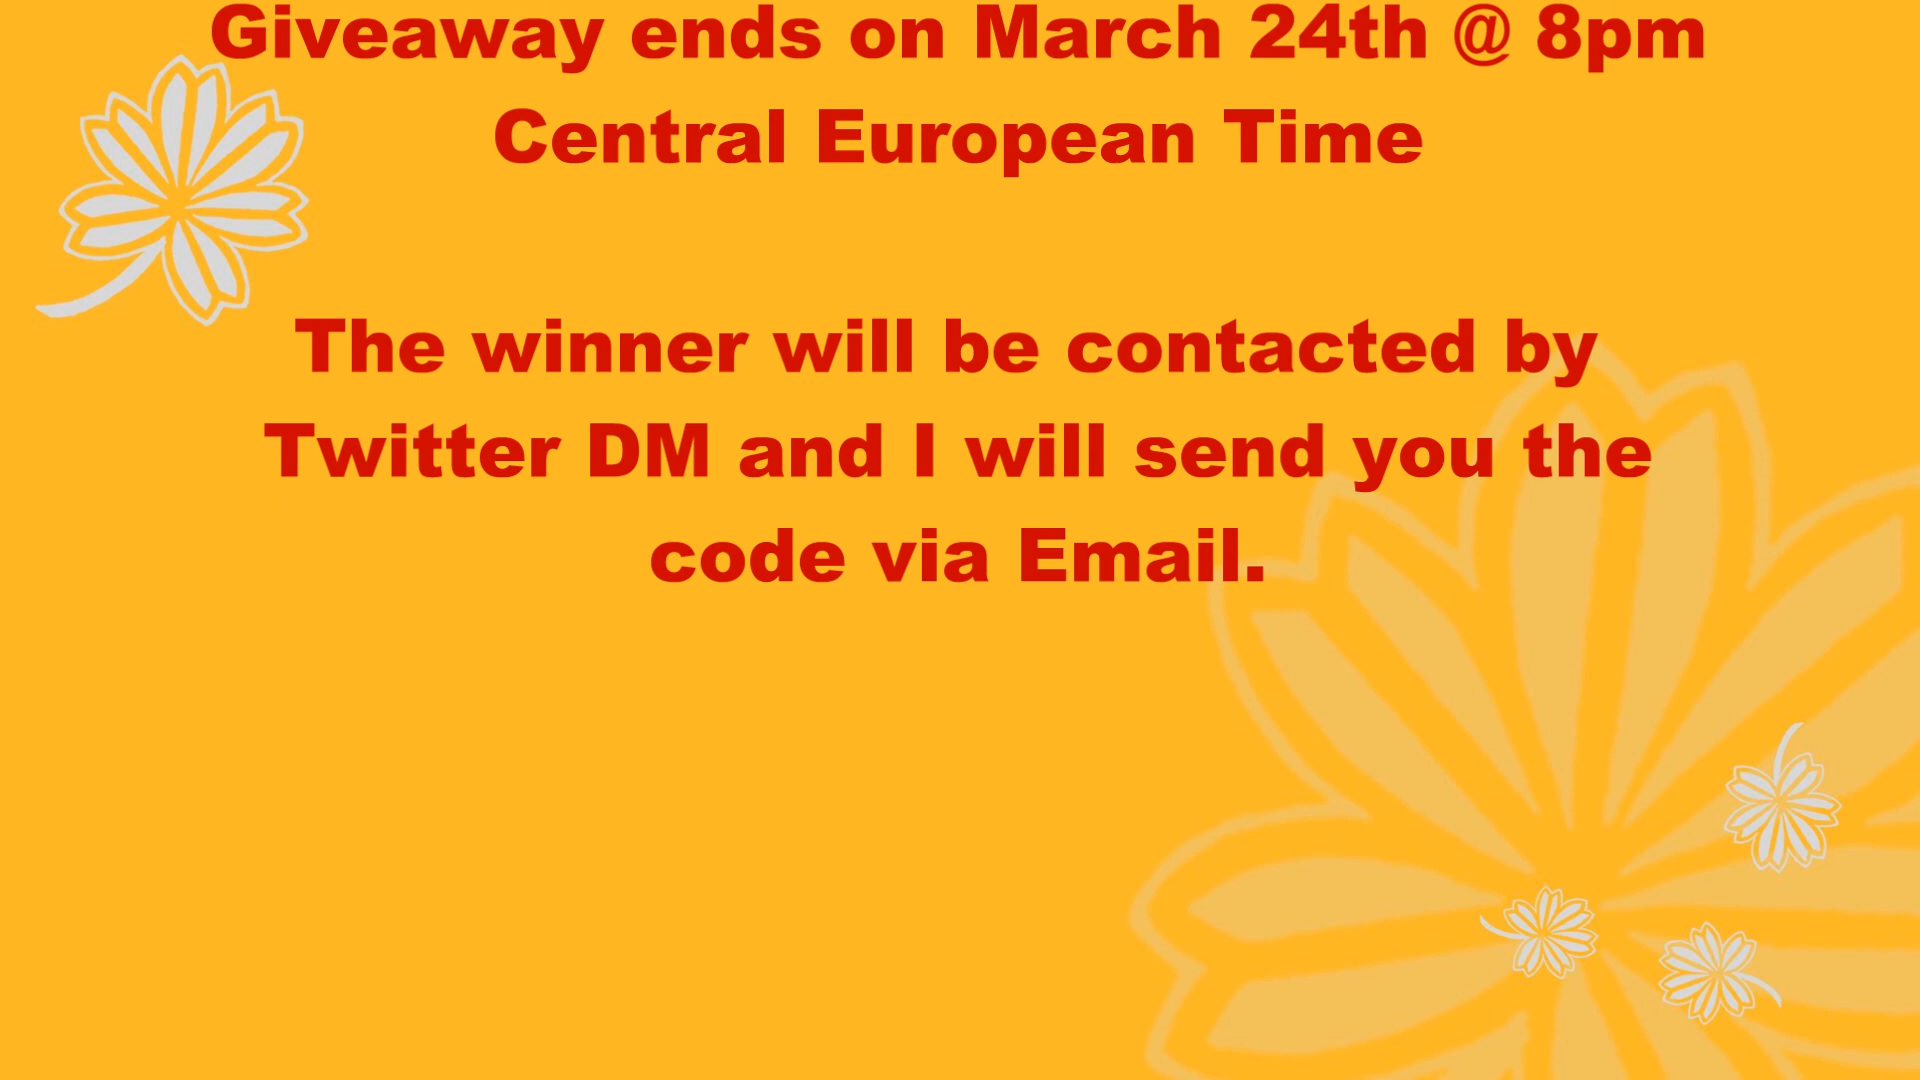 Giveaway ends on March 24th @ 8pm
Central European Time
The winner will be contacted by
Twitter DM and I will send you the
code via Email.